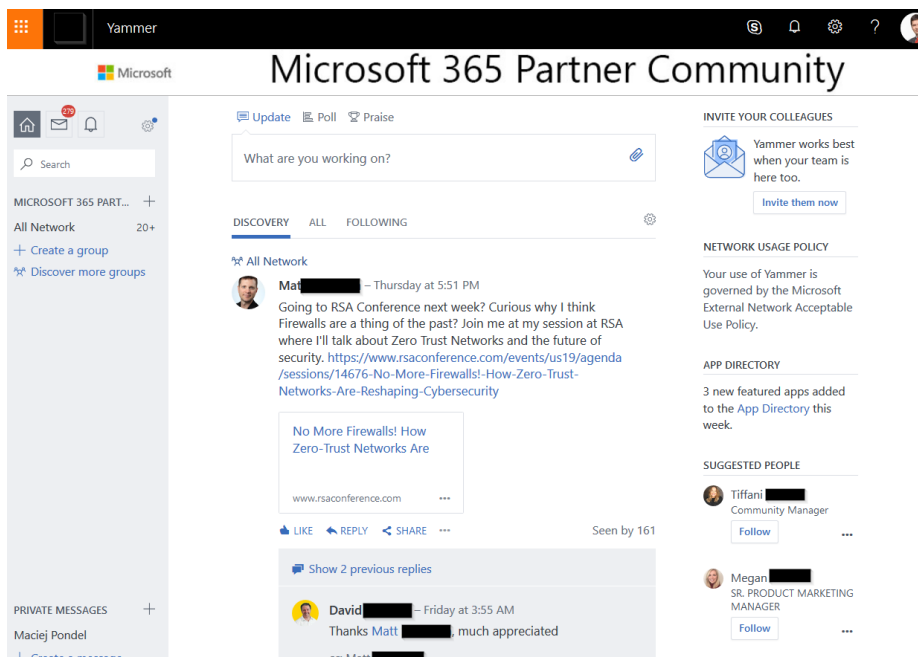 Yammer
?
Microsoft
Microsoft 365 Partner Community
279
Search
MICROSOFT 365 PART...
All Network 20+
Create a group
Discover more groups
PRIVATE MESSAGES
Maciej Pondel
Create a message
Update Poll Praise
What are you working on?
DISCOVERY ALL FOLLOWING
All Network
Mat – Thursday at 5:51 PM
Going to RSA Conference next week? Curious why I think
Firewalls are a thing of the past? Join me at my session at RSA
where I'll talk about Zero Trust Networks and the future of
security. https://www.rsaconference.com/events/us19/agenda
/sessions/14676-No-More-Firewalls!-How-Zero-Trust-
Networks-Are-Reshaping-Cybersecurity
No More Firewalls! How
Zero-Trust Networks Are
www.rsaconference.com
LIKE REPLY SHARE Seen by 161
Show 2 previous replies
David – Friday at 3:55 AM
Thanks Matt , much appreciated
cc: Matt
INVITE YOUR COLLEAGUES
Yammer works best
when your team is
here too.
Invite them now
NETWORK USAGE POLICY
Your use of Yammer is
governed by the Microsoft
External Network Acceptable
Use Policy.
APP DIRECTORY
3 new featured apps added
to the App Directory this
week.
SUGGESTED PEOPLE
Tiffani
Community Manager
Follow
Megan
SR. PRODUCT MARKETING
MANAGER
Follow